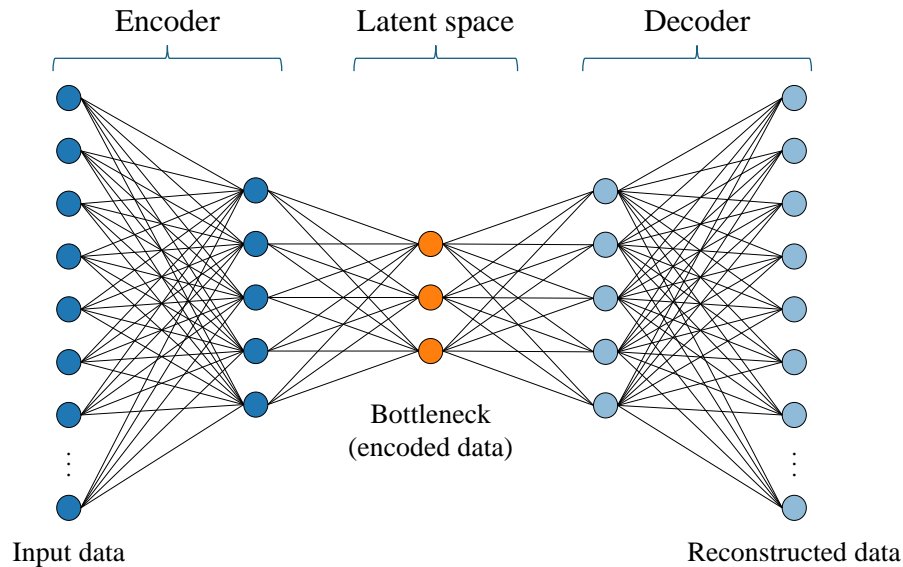 Encoder
Latent space
Decoder
Bottleneck
(encoded data)
Input data
Reconstructed data